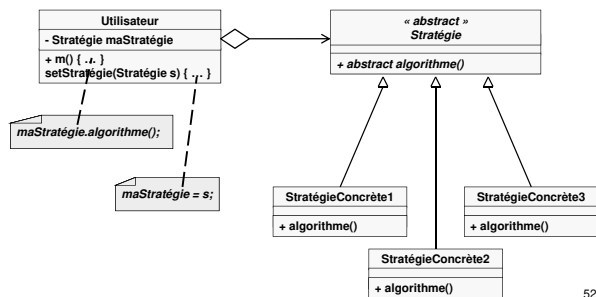 Utilisateur
- Stratégie maStratégie
+ m() { ... }
setStratégie(Stratégie s) { ... }
maStratégie.algorithme();
maStratégie = s;
« abstract »
Stratégie
+ abstract algorithme()
StratégieConcrète1
+ algorithme()
StratégieConcrète2
+ algorithme()
StratégieConcrète3
+ algorithme()
52